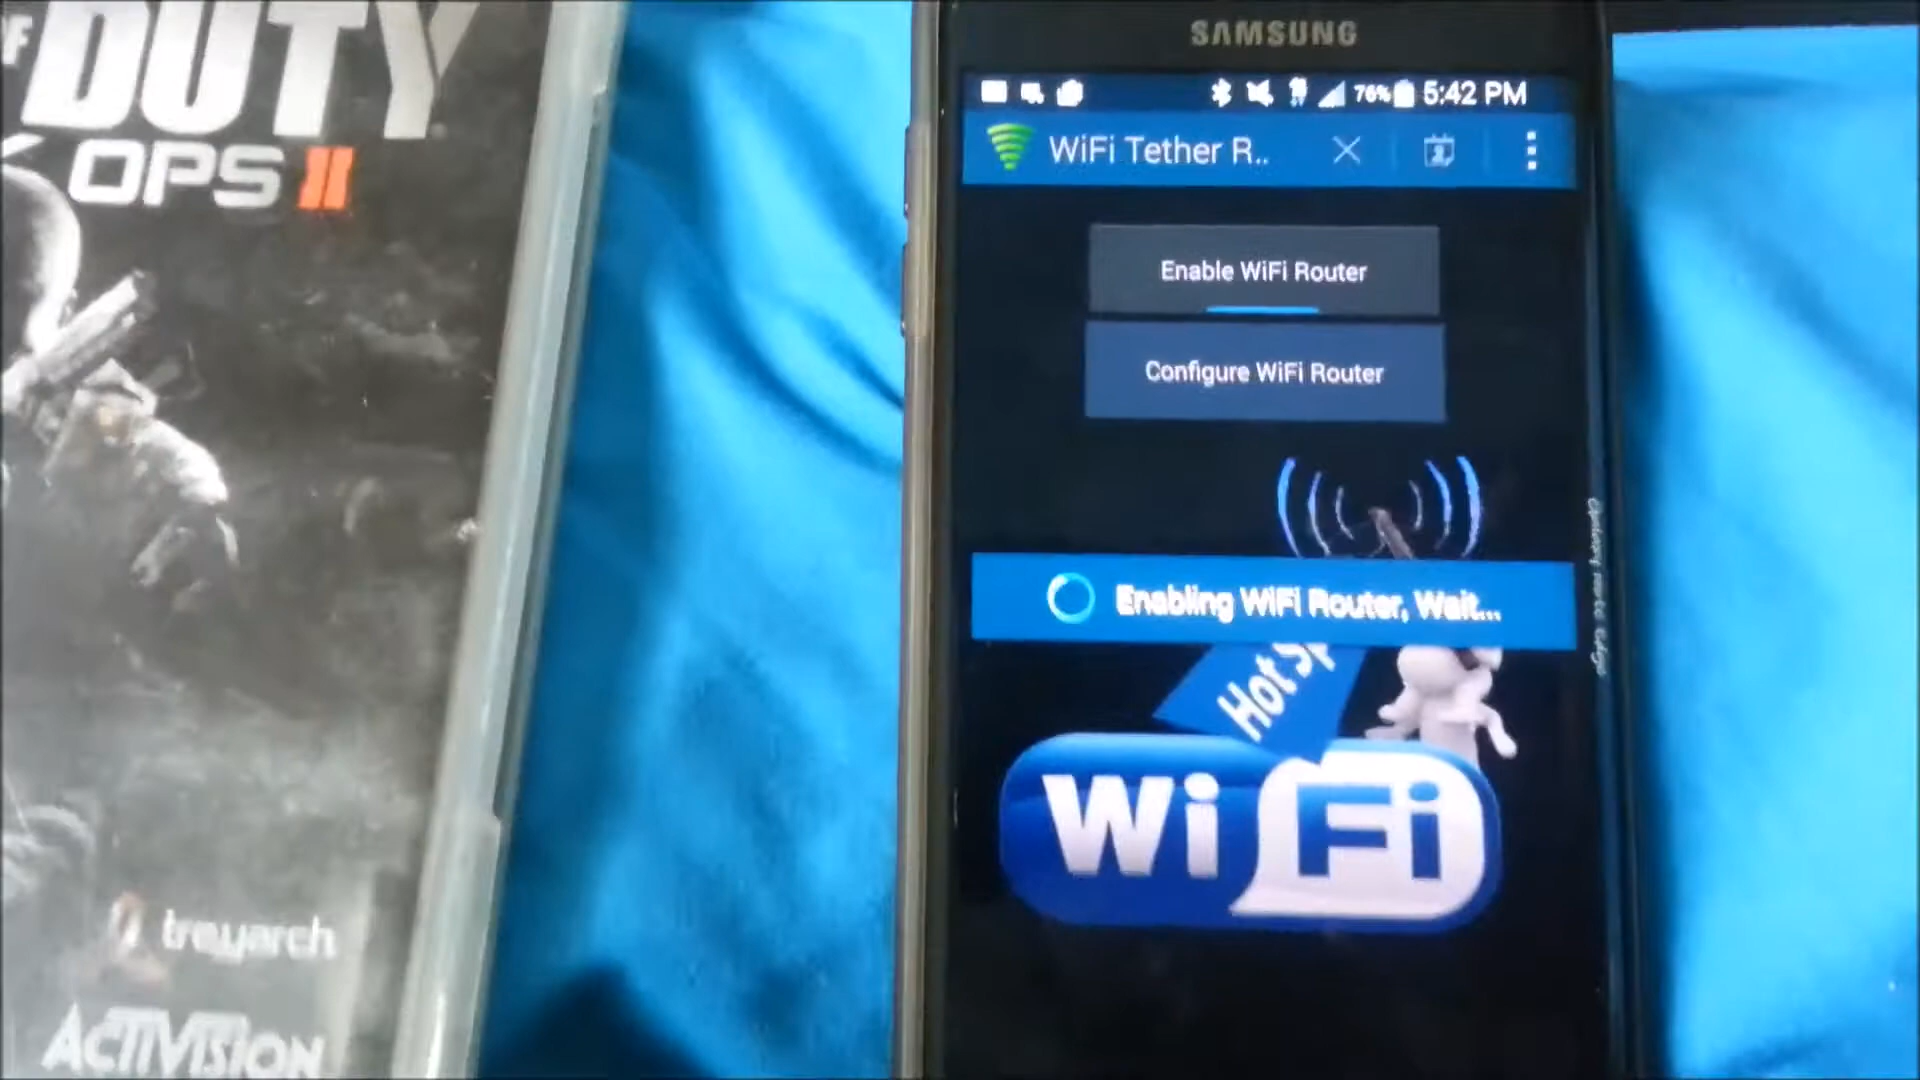 F DUTY
OPS II
treyarch
ACTIVISION
SAMSUNG
76% 5:42 PM
WiFi Tether R..
Enable WiFi Router
Configure WiFi Router
Enabling WiFi Router, Wait...
HotSp
WiFi